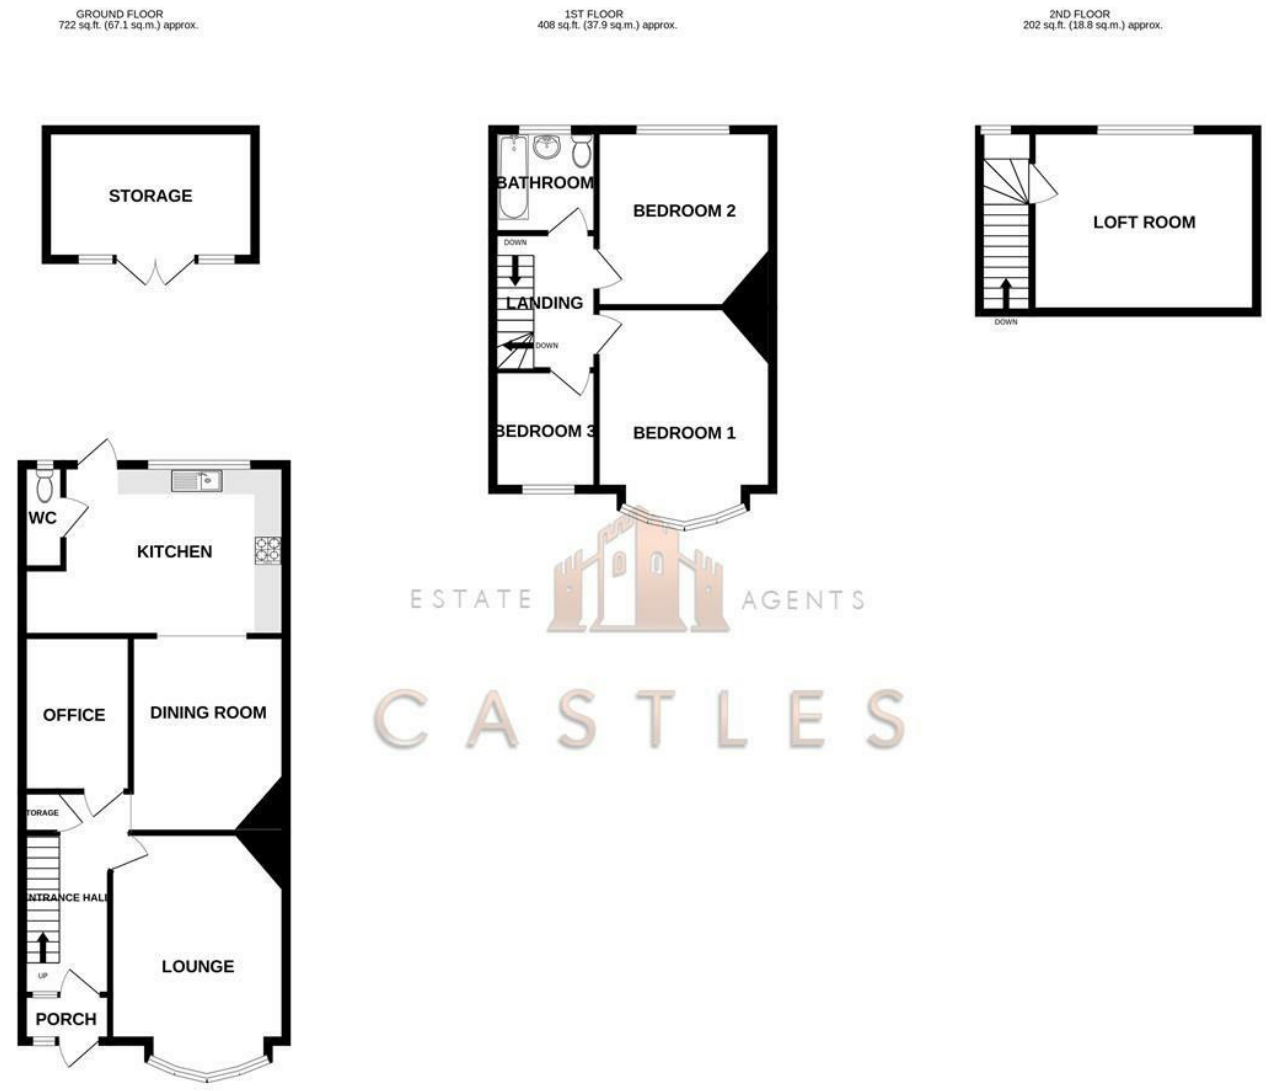 GROUND FLOOR
722 sq.ft. (67.1 sq.m.) approx.
1ST FLOOR
408 sq.ft. (37.9 sq.m.) approx.
2ND FLOOR
202 sq.ft. (18.8 sq.m.) approx.
STORAGE
BATHROOM
BEDROOM 2
DOWN
LANDING
DOWN
BEDROOM 3
BEDROOM 1
LOFT ROOM
DOWN
WC
KITCHEN
OFFICE
DINING ROOM
TORAGE
NTRANCE HALL
UP
LOUNGE
PORCH
ESTATE AGENTS
CASTLES